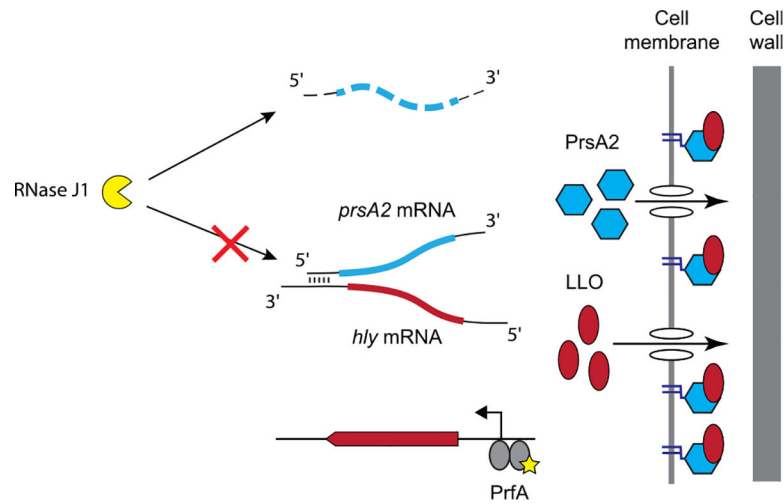 Cell
membrane
Cell
wall
5'
3'
RNase J1
PrsA2
prsA2 mRNA
3'
5'
3'
LLO
hly mRNA
5'
PrfA